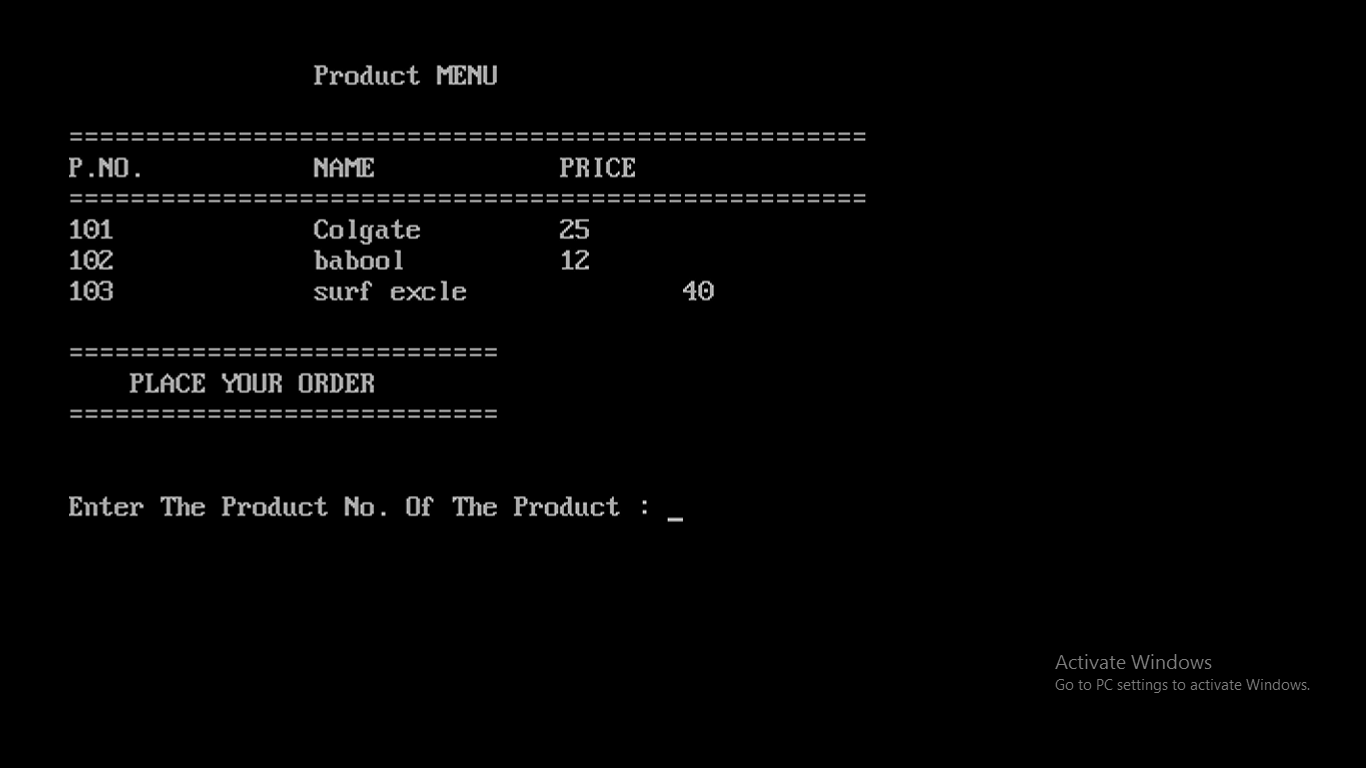 Product MENU
====================================================
P.NO. NAME PRICE
====================================================
101 Colgate 25
102 babool 12
103 surf excle 40
============================
PLACE YOUR ORDER
============================
Enter The Product No. Of The Product : _
Activate Windows
Go to PC settings to activate Windows.